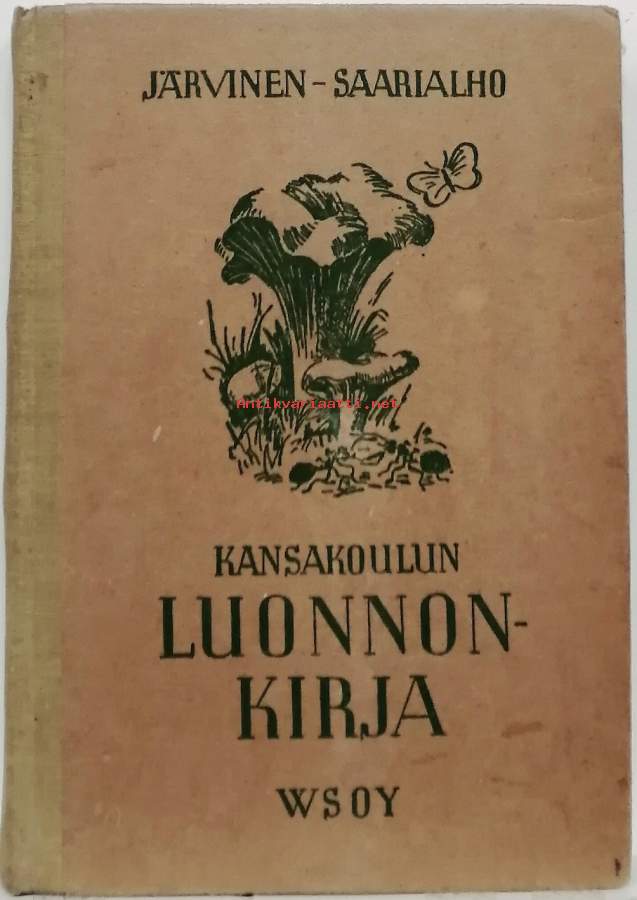 JÄRVINEN - SAARIALHO
Antikvariaatti.net
KANSAKOULUN
LUONNON-
KIRJA
WSOY